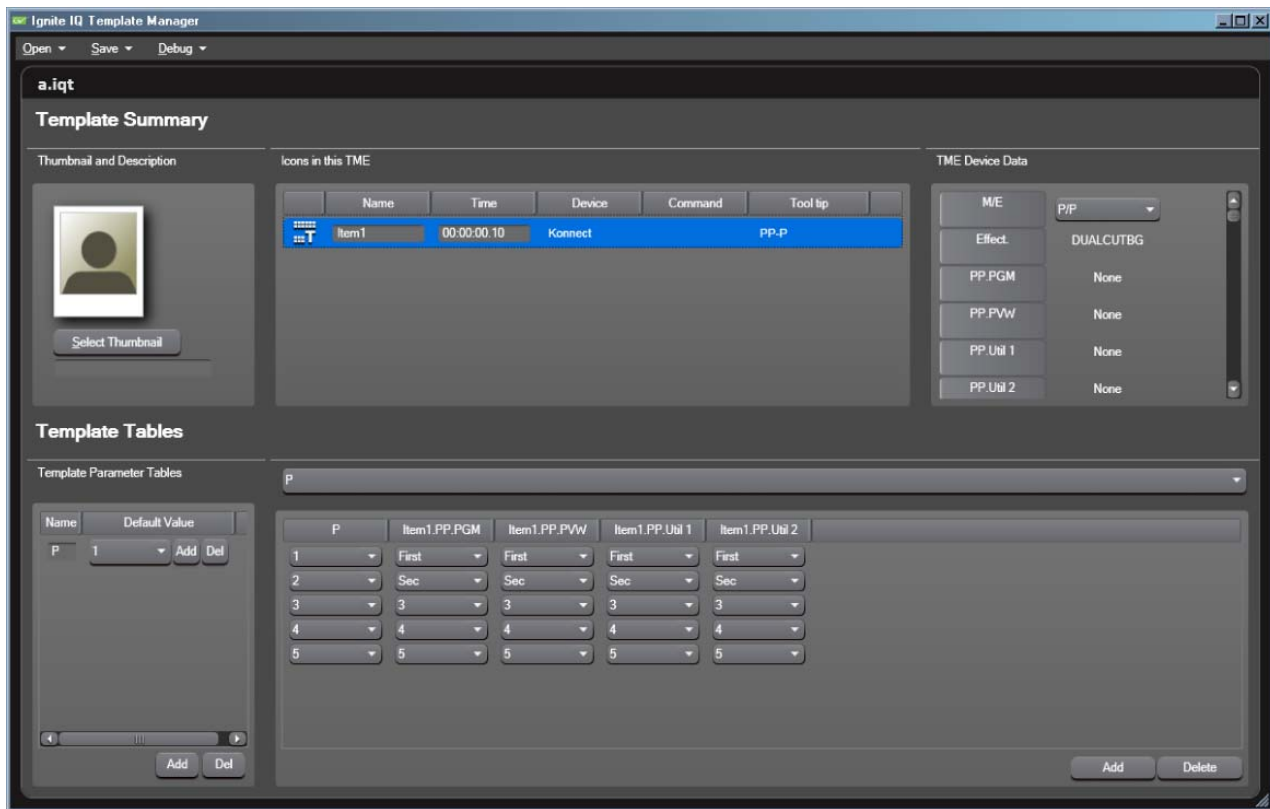 Ignite IQ Template Manager
Open Save Debug
a.iqt
Template Summary
Thumbnail and Description
Icons in this TME
TME Device Data
Name Time Device Command Tool tip
T Item1 00:00:00.10 Konnect PP-P
Select Thumbnail
M/E P/P
Effect. DUALCUTBG
PP.PGM None
PP.PVW None
PP.Util 1 None
PP.Util 2 None
Template Tables
Template Parameter Tables
P
Name Default Value
P 1 Add Del
Add Del
P Item1.PP.PGM Item1.PP.PVW Item1.PP.Util 1 Item1.PP.Util 2
1 First First First First
2 Sec Sec Sec Sec
3 3 3 3 3
4 4 4 4 4
5 5 5 5 5
Add Delete